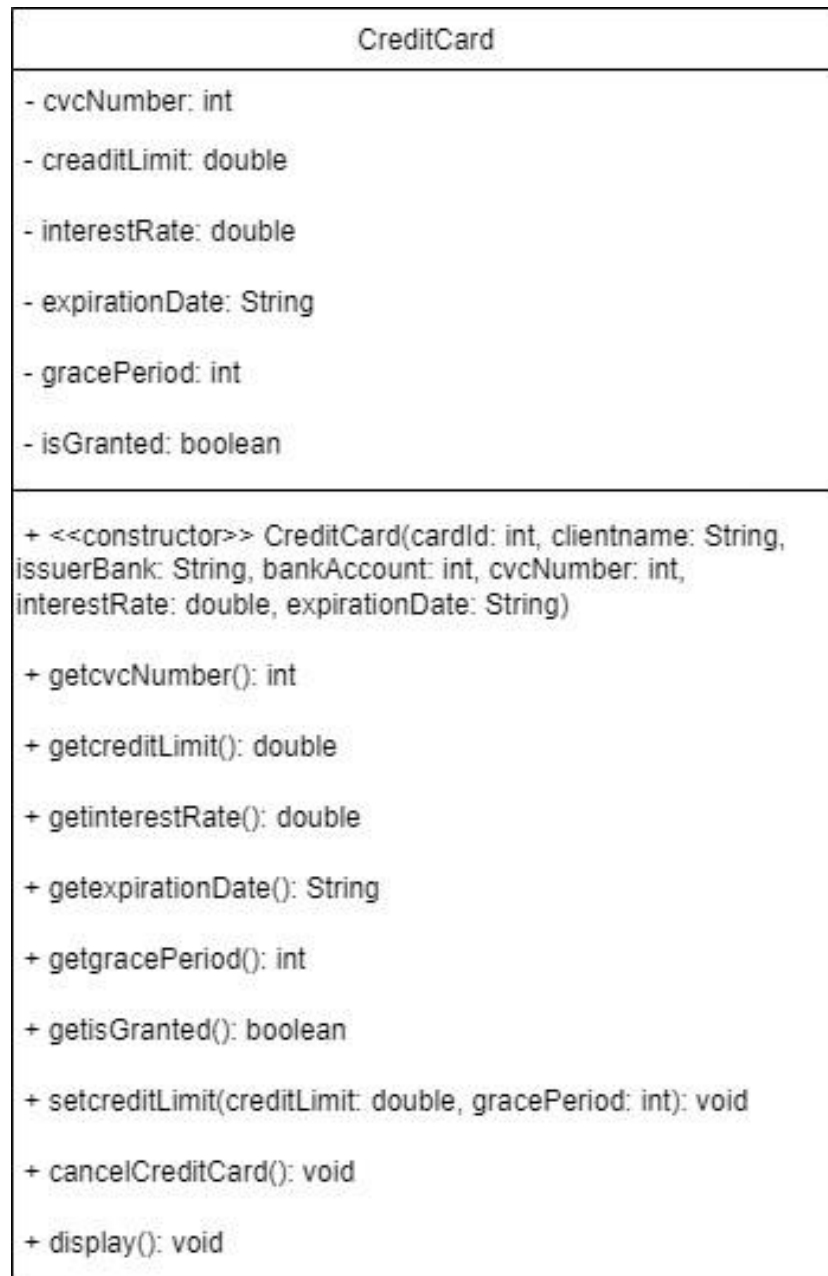 CreditCard
- cvcNumber: int
- creaditLimit: double
- interestRate: double
- expirationDate: String
- gracePeriod: int
- isGranted: boolean
+ <<constructor>> CreditCard(cardId: int, clientname: String,
issuerBank: String, bankAccount: int, cvcNumber: int,
interestRate: double, expirationDate: String)
+ getcvcNumber(): int
+ getcreditLimit(): double
+ getinterestRate(): double
+ getexpirationDate(): String
+ getgracePeriod(): int
+ getisGranted(): boolean
+ setcreditLimit(creditLimit: double, gracePeriod: int): void
+ cancelCreditCard(): void
+ display(): void